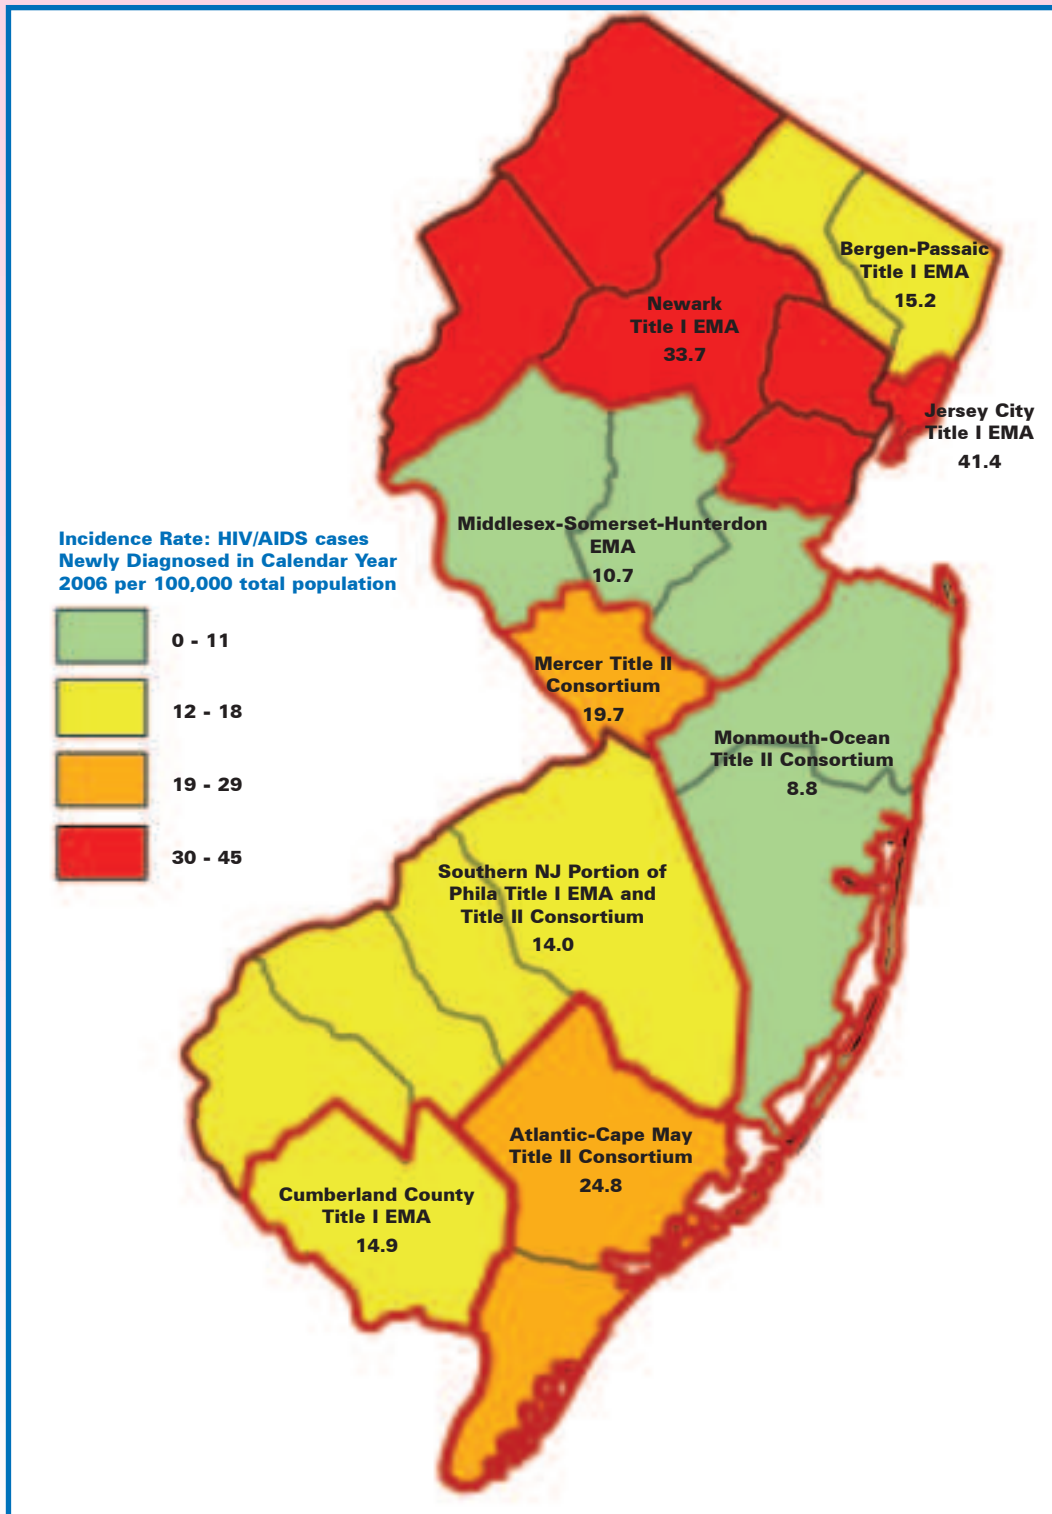 Bergen-Passaic
Title I EMA
15.2
Newark
Title I EMA
33.7
Jersey City
Title I EMA
41.4
Middlesex-Somerset-Hunterdon
EMA
10.7
Incidence Rate: HIV/AIDS cases
Newly Diagnosed in Calendar Year
2006 per 100,000 total population
0 - 11
12 - 18
19 - 29
30 - 45
Mercer Title II
Consortium
19.7
Monmouth-Ocean
Title II Consortium
8.8
Southern NJ Portion of
Phila Title I EMA and
Title II Consortium
14.0
Atlantic-Cape May
Title II Consortium
24.8
Cumberland County
Title I EMA
14.9